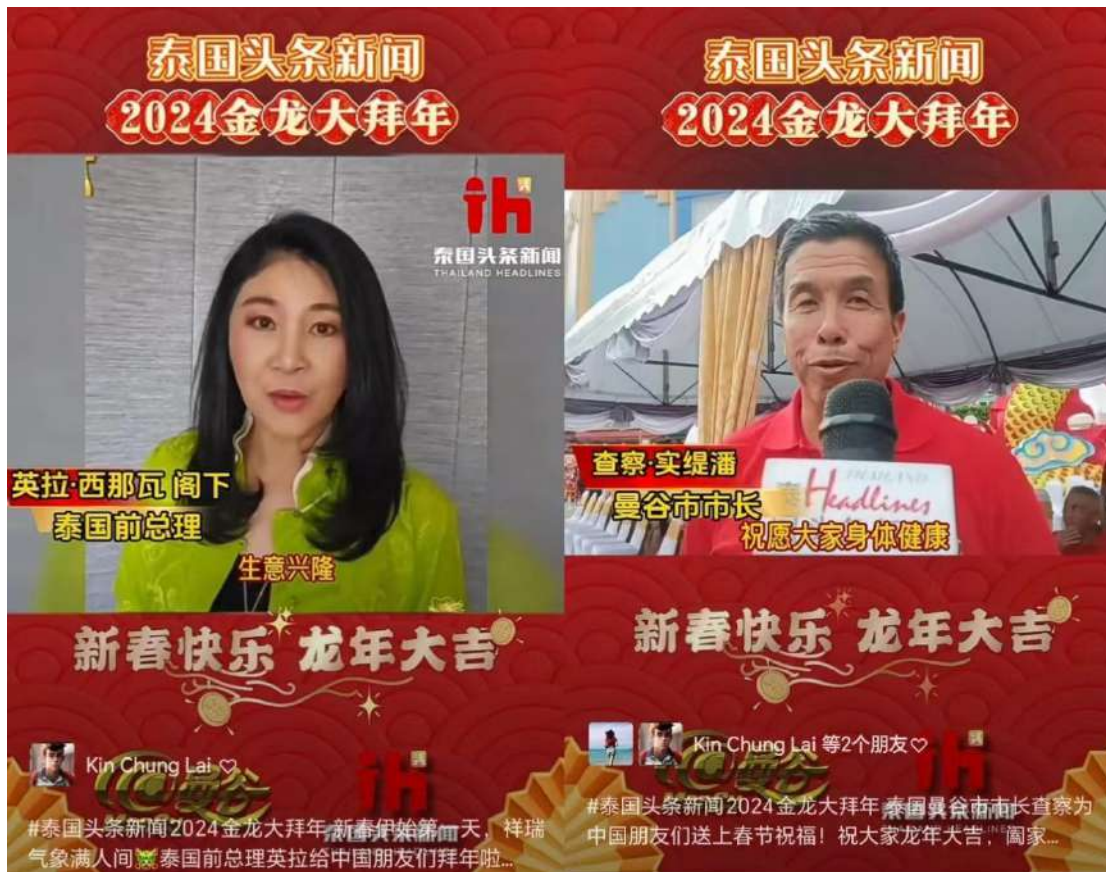 泰国头条新闻
2024金龙大拜年
th
泰国头条新闻
THAILAND HEADLINES
英拉·西那瓦 阁下
泰国前总理
生意兴隆
新春快乐 龙年大吉
Kin Chung Lai
@曼谷
th
#泰国头条新闻2024金龙大拜年 新春伊始第一天，祥瑞
气象满人间 泰国前总理英拉给中国朋友们拜年啦...
泰国头条新闻
2024金龙大拜年
查察·实缇潘
曼谷市市长
THAILAND
Headlines
祝愿大家身体健康
新春快乐 龙年大吉
Kin Chung Lai 等2个朋友
@曼谷
th
#泰国头条新闻2024金龙大拜年 泰国曼谷市市长查察为
中国朋友们送上春节祝福！祝大家龙年大吉，阖家...